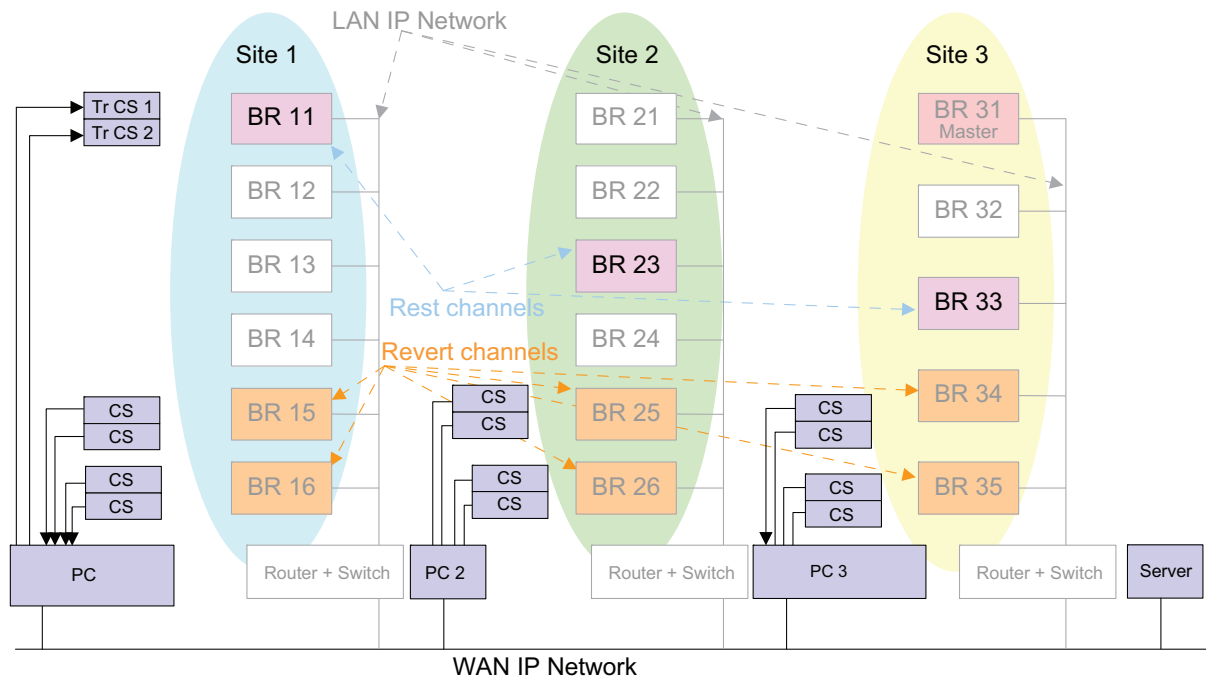 LAN IP Network
Site 1
Site 2
Site 3
Tr CS 1
Tr CS 2
BR 11
BR 12
BR 13
BR 14
BR 15
BR 16
BR 21
BR 22
BR 23
BR 24
BR 25
BR 26
BR 31
Master
BR 32
BR 33
BR 34
BR 35
Rest channels
Revert channels
CS
CS
CS
CS
CS
CS
CS
CS
CS
CS
CS
CS
PC
Router + Switch
PC 2
Router + Switch
PC 3
Router + Switch
Server
WAN IP Network